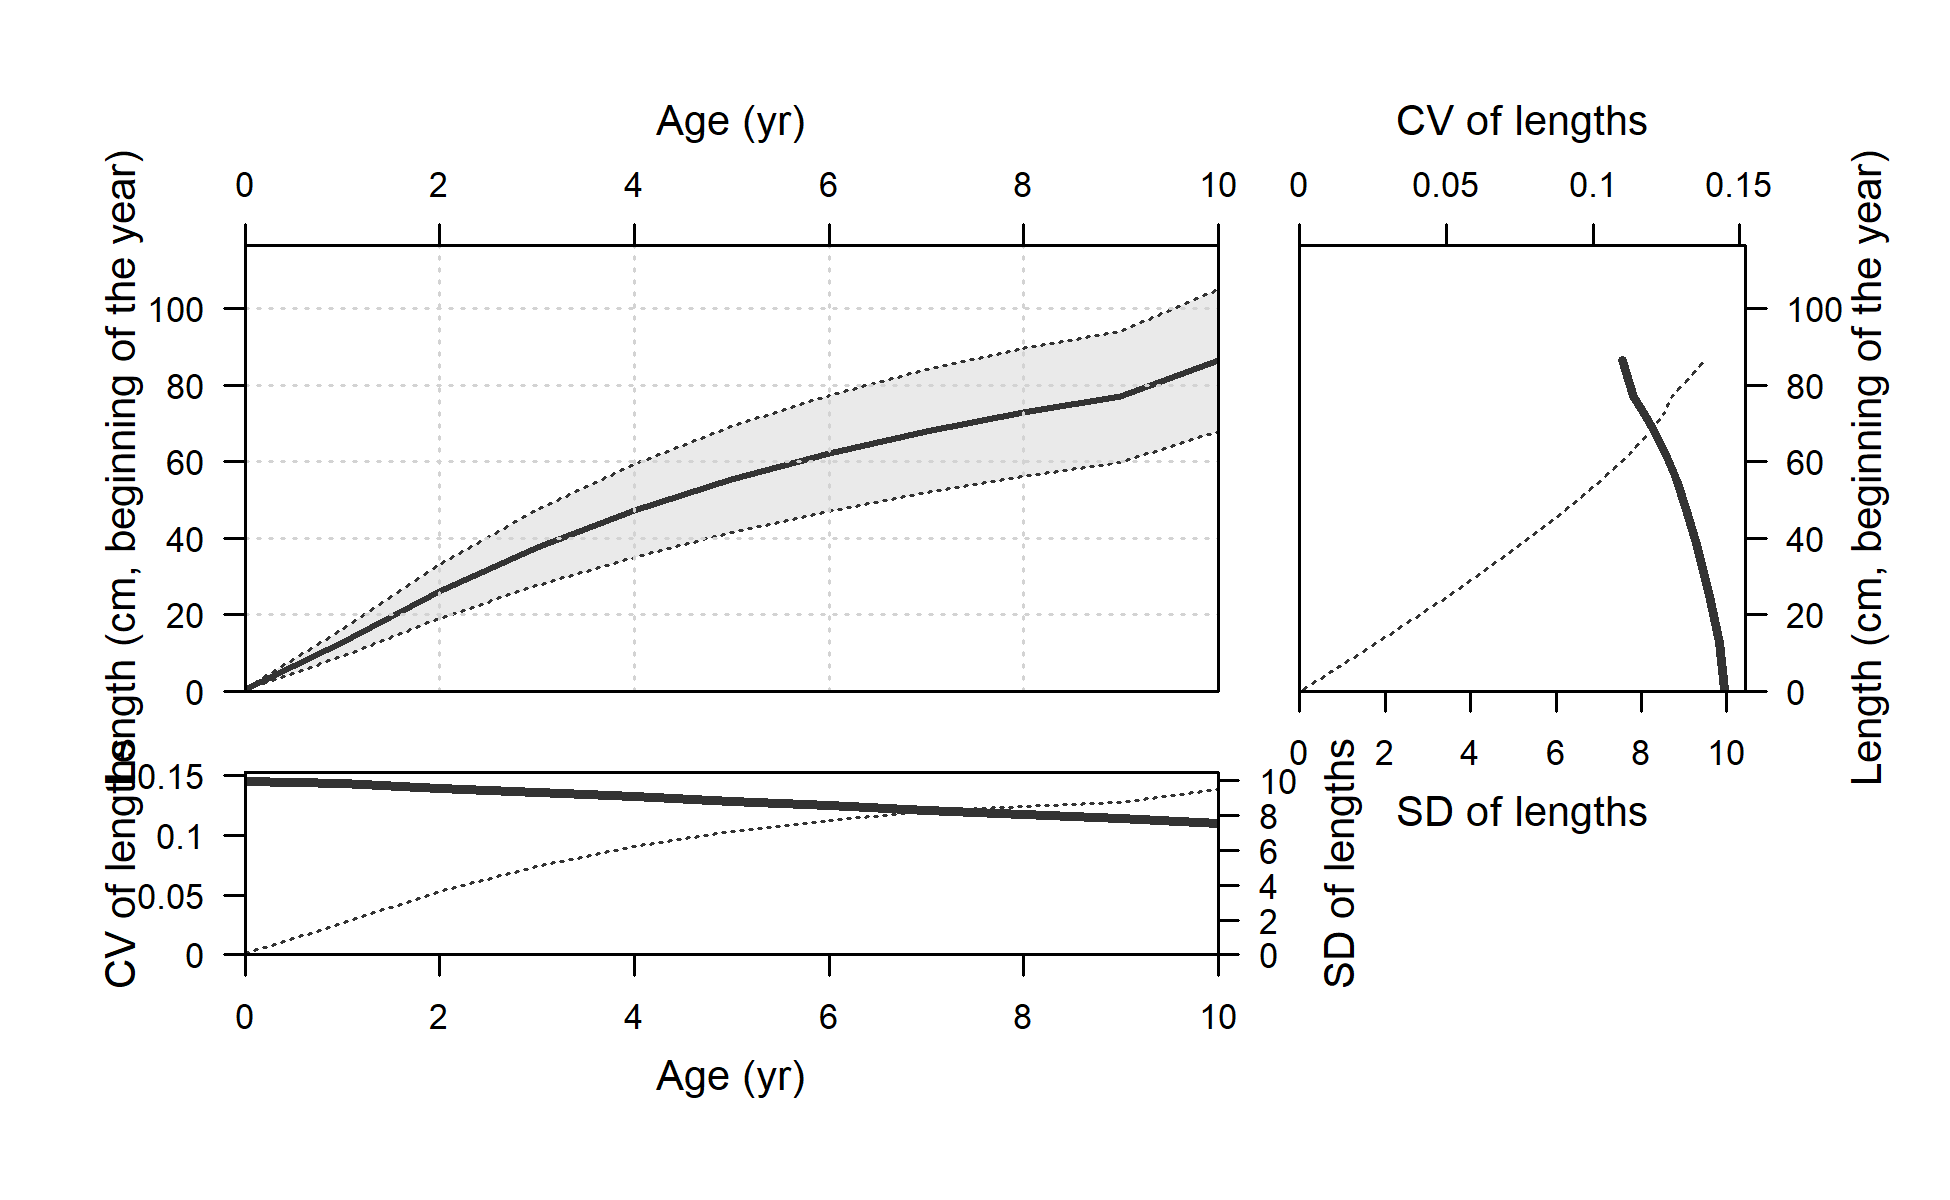 Age (yr)
0 2 4 6 8 10
Length (cm, beginning of the year)
100
80
60
40
20
0
CV of lengths
0 0.05 0.1 0.15
Length (cm, beginning of the year)
100
80
60
40
20
0
0 2 4 6 8 10
SD of lengths
CV of lengths
0.15
0.1
0.05
0
SD of lengths
10
8
6
4
2
0
0 2 4 6 8 10
Age (yr)